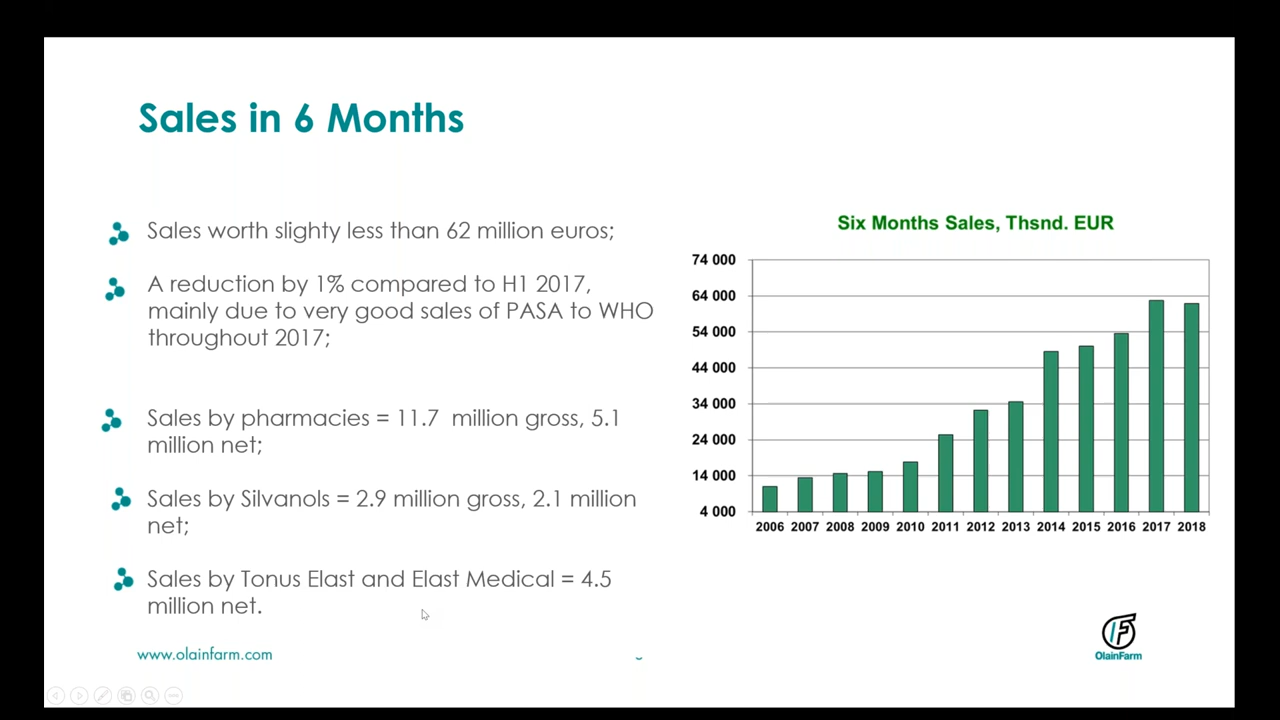 Sales in 6 Months
Sales worth slighty less than 62 million euros;
A reduction by 1% compared to H1 2017,
mainly due to very good sales of PASA to WHO
throughout 2017;
Sales by pharmacies = 11.7 million gross, 5.1
million net;
Sales by Silvanols = 2.9 million gross, 2.1 million
net;
Sales by Tonus Elast and Elast Medical = 4.5
million net.
Six Months Sales, Thsnd. EUR
74 000
64 000
54 000
44 000
34 000
24 000
14 000
4 000
2006 2007 2008 2009 2010 2011 2012 2013 2014 2015 2016 2017 2018
www.olainfarm.com
OlainFarm